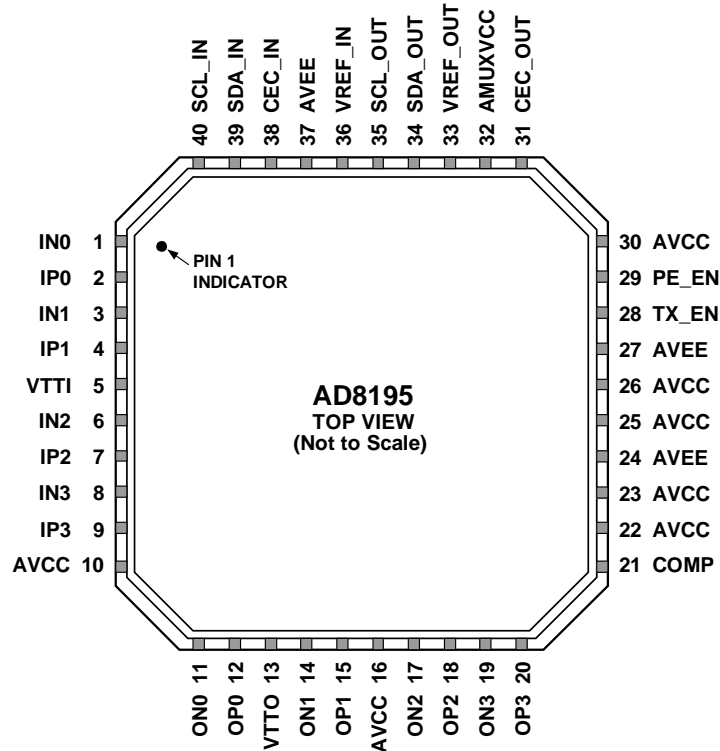 40 SCL_IN
39 SDA_IN
38 CEC_IN
37 AVEE
36 VREF_IN
35 SCL_OUT
34 SDA_OUT
33 VREF_OUT
32 AMUXVCC
31 CEC_OUT
IN0 1
IP0 2
IN1 3
IP1 4
VTTI 5
IN2 6
IP2 7
IN3 8
IP3 9
AVCC 10
PIN 1
INDICATOR
AD8195
TOP VIEW
(Not to Scale)
30 AVCC
29 PE_EN
28 TX_EN
27 AVEE
26 AVCC
25 AVCC
24 AVEE
23 AVCC
22 AVCC
21 COMP
ON0 11
OP0 12
VTTO 13
ON1 14
OP1 15
AVCC 16
ON2 17
OP2 18
ON3 19
OP3 20